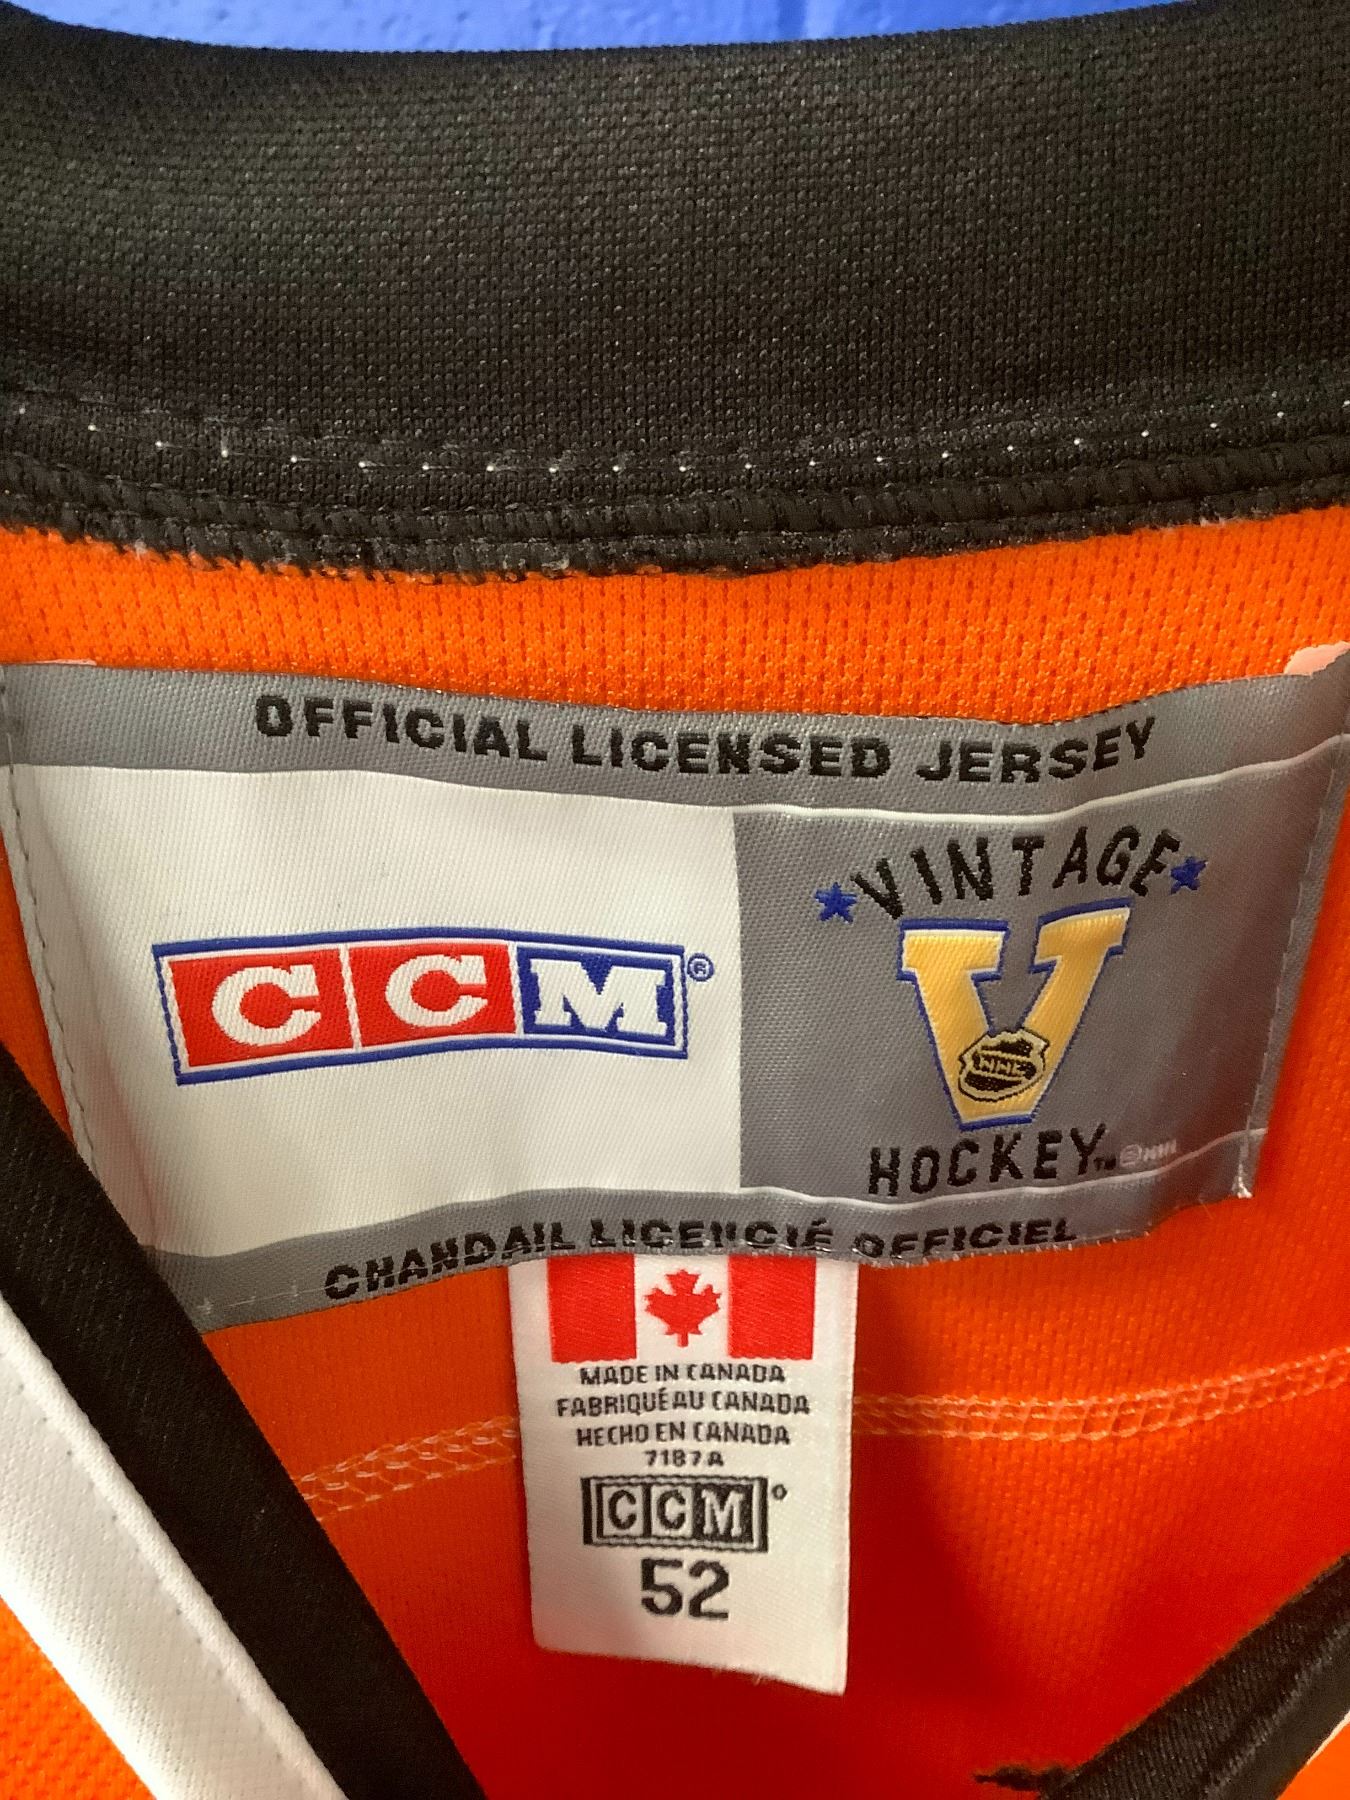 OFFICIAL LICENSED JERSEY
CCM®
VINTAGE
V
HOCKEY™
CHANDAIL LICENCIÉ OFFICIEL
MADE IN CANADA
FABRIQUÉ AU CANADA
HECHO EN CANADA
7187A
CCM
52